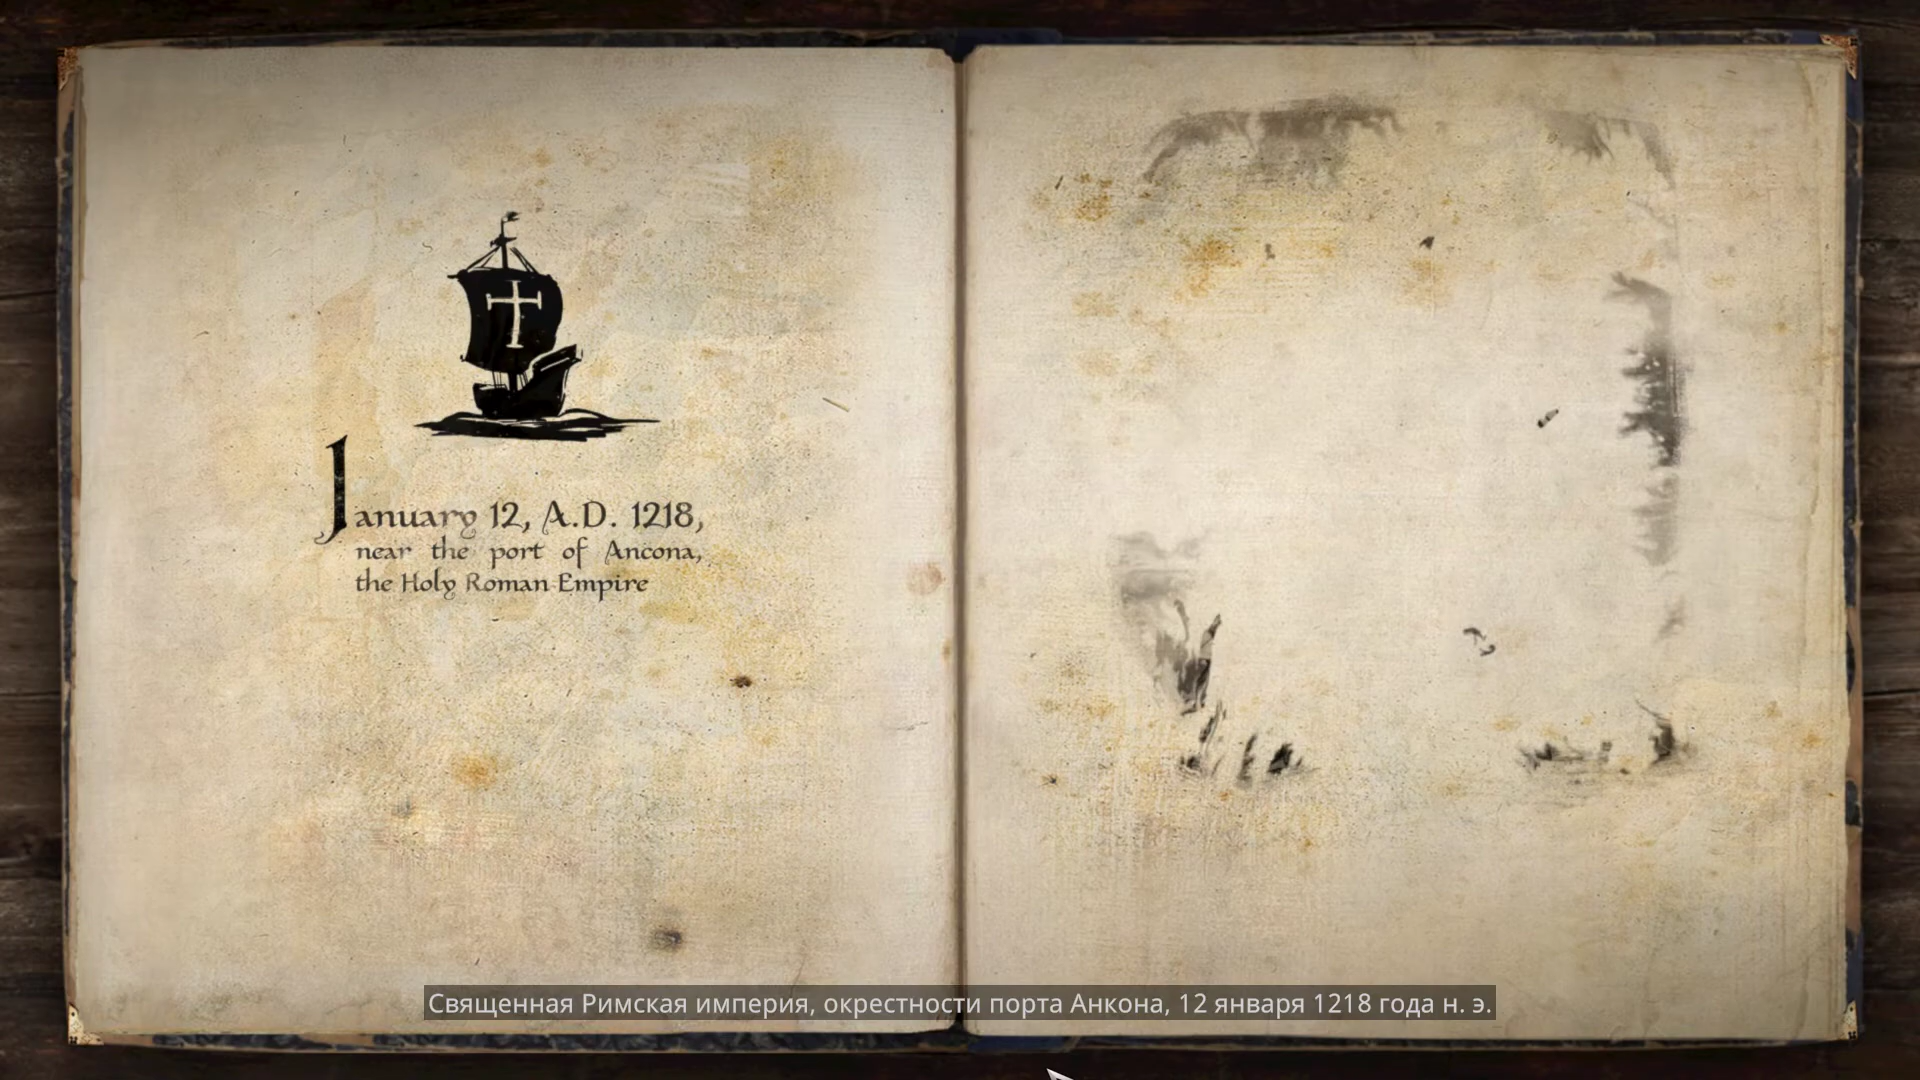 January 12, A.D. 1218,
near the port of Ancona,
the Holy Roman Empire
Священная Римская империя, окрестности порта Анкона, 12 января 1218 года н. э.